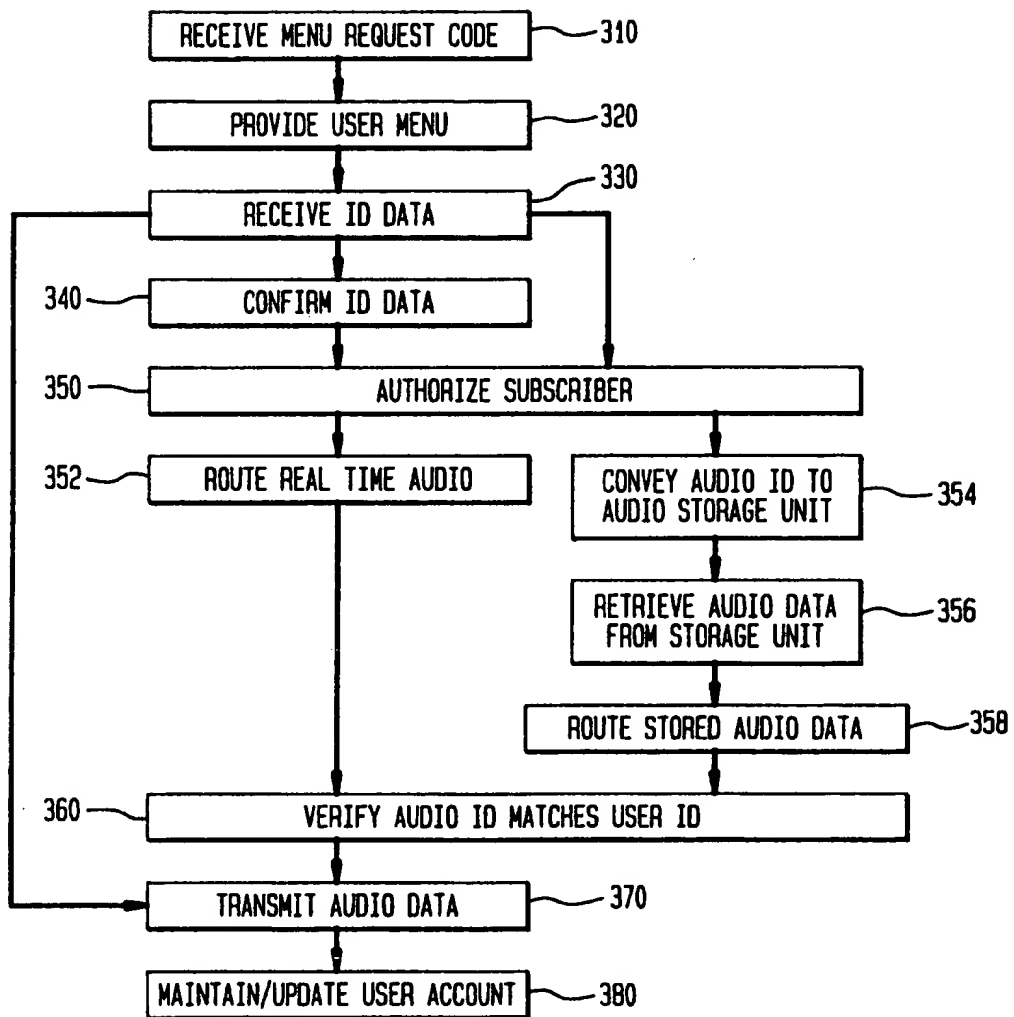 RECEIVE MENU REQUEST CODE
310
PROVIDE USER MENU
320
330
RECEIVE ID DATA
340
CONFIRM ID DATA
350
AUTHORIZE SUBSCRIBER
352
ROUTE REAL TIME AUDIO
CONVEY AUDIO ID TO
AUDIO STORAGE UNIT
354
RETRIEVE AUDIO DATA
FROM STORAGE UNIT
356
ROUTE STORED AUDIO DATA
358
360
VERIFY AUDIO ID MATCHES USER ID
TRANSMIT AUDIO DATA
370
MAINTAIN/UPDATE USER ACCOUNT
380